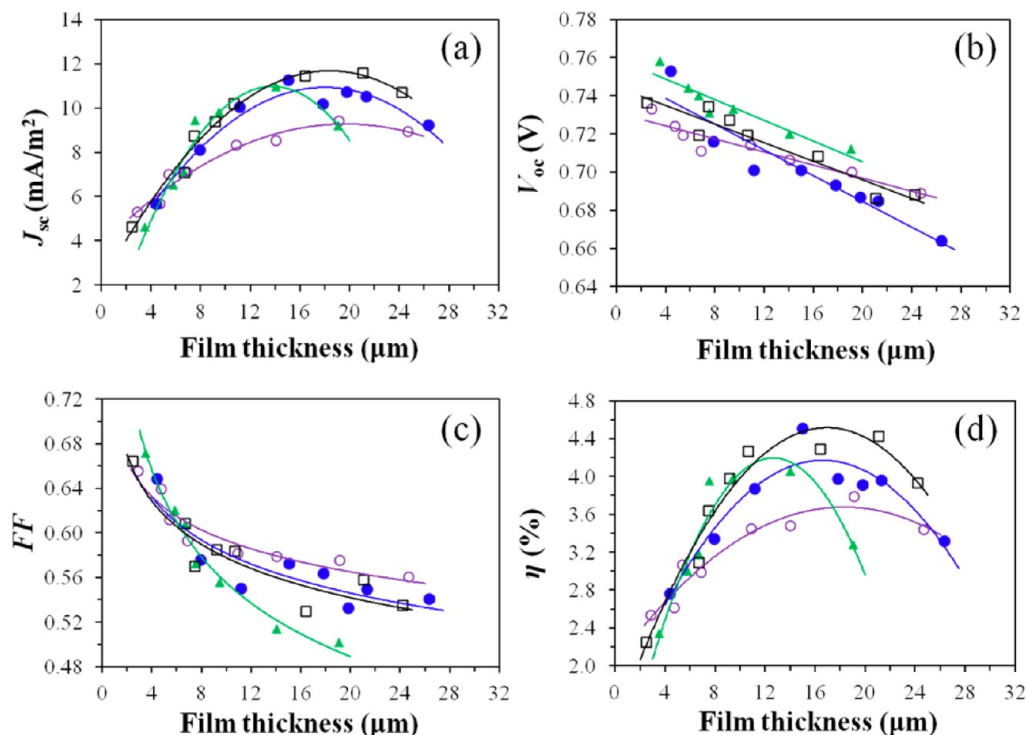 (a)
14
12
10
8
6
4
2
J_sc (mA/m²)
0 4 8 12 16 20 24 28 32
Film thickness (μm)
(b)
0.78
0.76
0.74
0.72
0.70
0.68
0.66
0.64
V_oc (V)
0 4 8 12 16 20 24 28 32
Film thickness (μm)
(c)
0.72
0.68
0.64
0.60
0.56
0.52
0.48
FF
0 4 8 12 16 20 24 28 32
Film thickness (μm)
(d)
4.8
4.4
4.0
3.6
3.2
2.8
2.4
2.0
η (%)
0 4 8 12 16 20 24 28 32
Film thickness (μm)